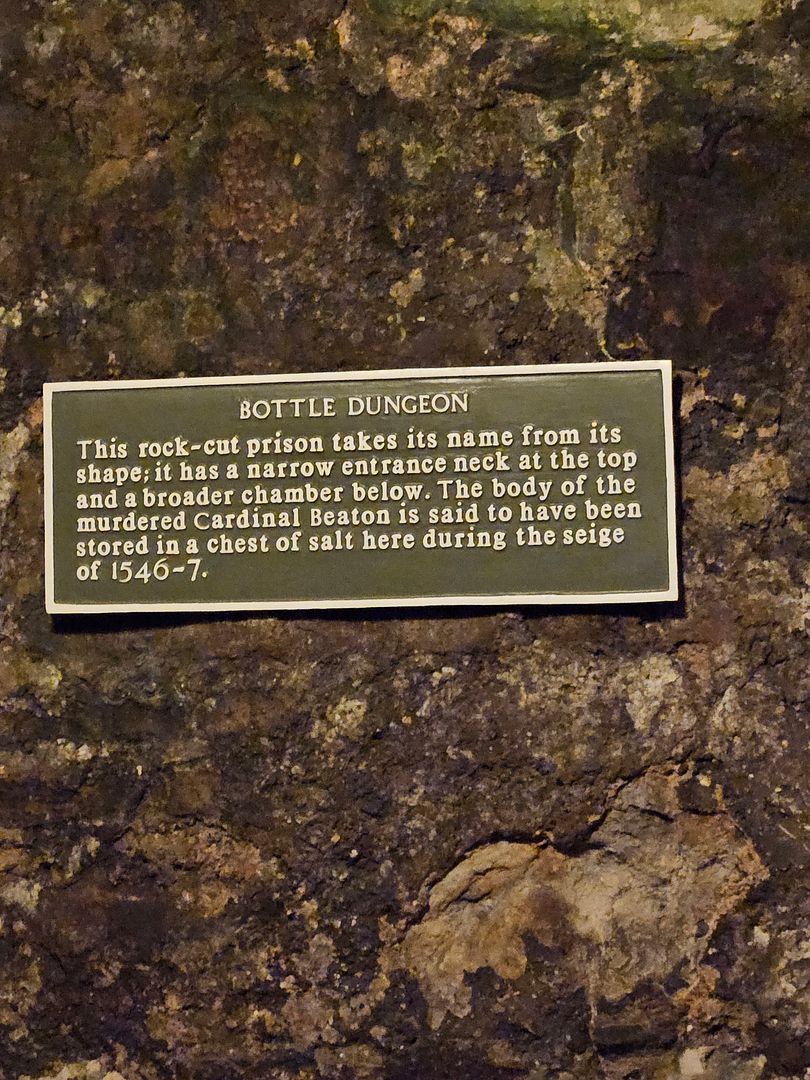 BOTTLE DUNGEON
This rock-cut prison takes its name from its
shape; it has a narrow entrance neck at the top
and a broader chamber below. The body of the
murdered Cardinal Beaton is said to have been
stored in a chest of salt here during the seige
of 1546-7.